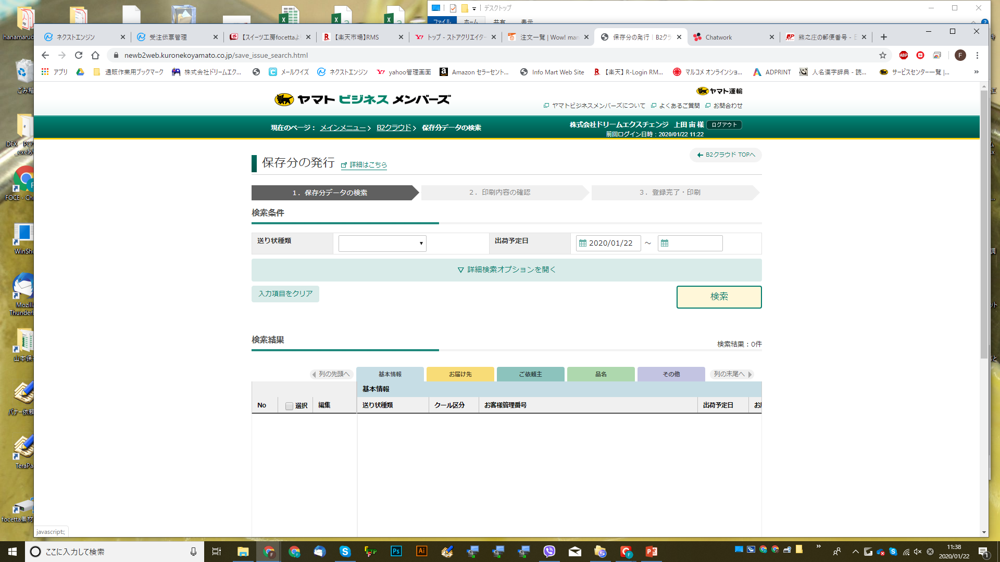 デスクトップ
ファイル ホーム 共有 表示
ネクストエンジン
受注伝票管理
【スイーツ工房focettaよ
【楽天市場】RMS
トップ - ストアクリエイター
注文一覧 | Wow! man
保存分の発行｜B2クラ
Chatwork
熊之庄の郵便番号 - 日
newb2web.kuronekoyamato.co.jp/save_issue_search.html
ABP
F
アプリ
通販作業用ブックマーク
株式会社ドリームエク...
メールワイズ
ネクストエンジン
yahoo管理画面
Amazon セラーセント...
Info Mart Web Site
【楽天】R-Login RM...
マルコメ オンラインショ...
ADPRINT
人名漢字辞典 - 読...
サービスセンター一覧 |...
ヤマト ビジネス メンバーズ
ヤマト運輸
ヤマトビジネスメンバーズについて よくあるご質問 お問合わせ
現在のページ： メインメニュー B2クラウド 保存分データの検索
株式会社ドリームエクスチェンジ 上田 宙 様 ログアウト
前回ログイン日時：2020/01/22 11:22
保存分の発行 詳細はこちら
B2クラウド TOPへ
1．保存分データの検索
2．印刷内容の確認
3．登録完了・印刷
検索条件
送り状種類
出荷予定日
2020/01/22 ～
▽ 詳細検索オプションを開く
入力項目をクリア
検索
検索結果
検索結果：0件
列の先頭へ 基本情報 お届け先 ご依頼主 品名 その他 列の末尾へ
基本情報
No 選択 編集 送り状種類 クール区分 お客様管理番号 出荷予定日
javascript:;
hanamaruc
ごみ箱
DEX PC
_exeあ
FOCE - Ch
WinSh
Mozill
Thunder
山本保
バナー依頼
TeraPa
focetta素材
ここに入力して検索
11:38
2020/01/22